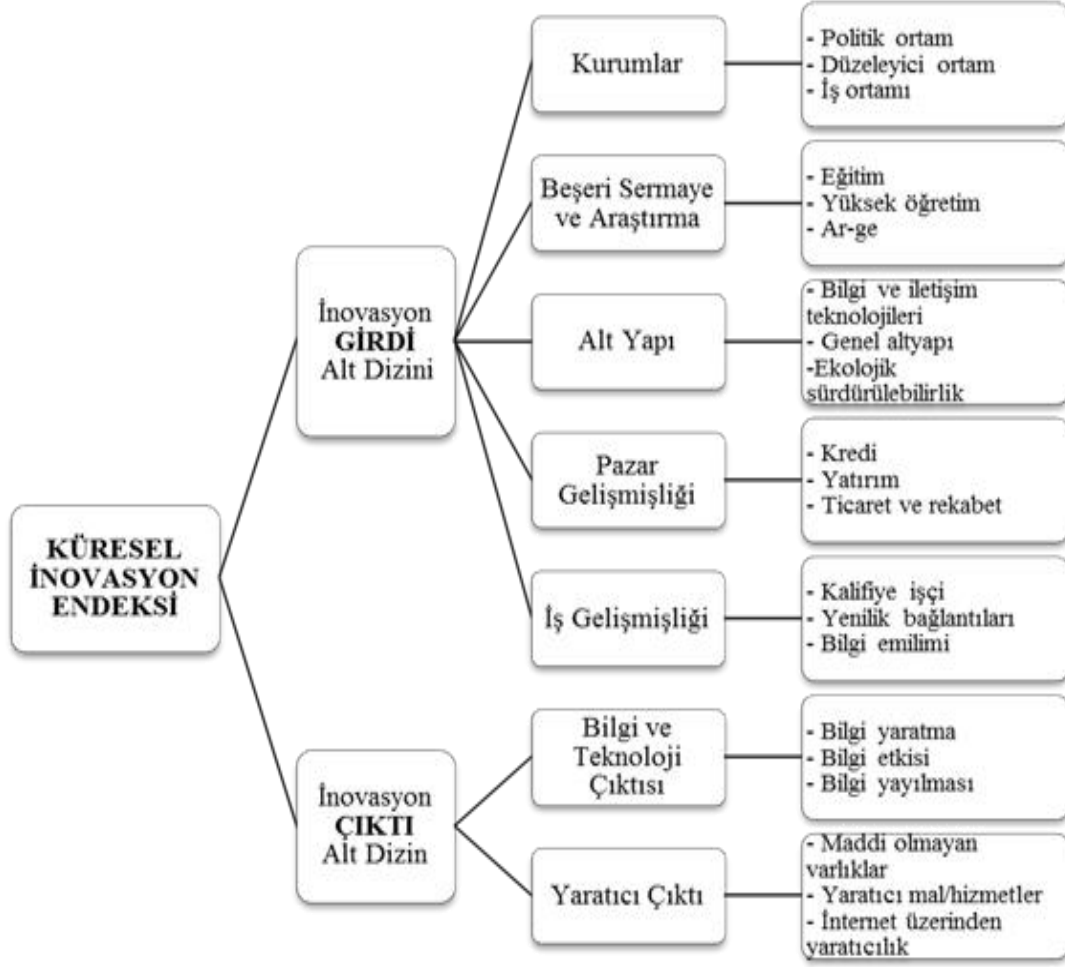 KÜRESEL
İNOVASYON
ENDEKSİ
İnovasyon
GİRDİ
Alt Dizini
Kurumlar
- Politik ortam
- Düzeleyici ortam
- İş ortamı
Beşeri Sermaye
ve Araştırma
- Eğitim
- Yüksek öğretim
- Ar-ge
Alt Yapı
- Bilgi ve iletişim
teknolojileri
- Genel altyapı
-Ekolojik
sürdürülebilirlik
Pazar
Gelişmişliği
- Kredi
- Yatırım
- Ticaret ve rekabet
İş Gelişmişliği
- Kalifiye işçi
- Yenilik bağlantıları
- Bilgi emilimi
İnovasyon
ÇIKTI
Alt Dizin
Bilgi ve
Teknoloji
Çıktısı
- Bilgi yaratma
- Bilgi etkisi
- Bilgi yayılması
Yaratıcı Çıktı
- Maddi olmayan
varlıklar
- Yaratıcı mal/hizmetler
- İnternet üzerinden
yaratıcılık